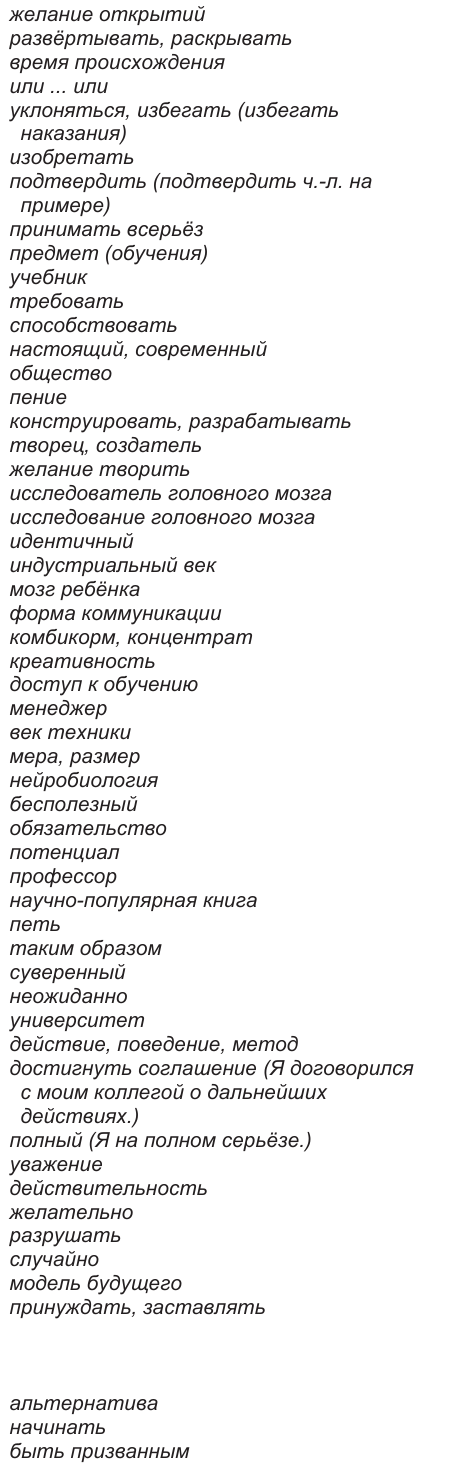 желание открытий
развёртывать, раскрывать
время происхождения
или ... или
уклоняться, избегать (избегать
наказания)
изобретать
подтвердить (подтвердить ч.-л. на
примере)
принимать всерьёз
предмет (обучения)
учебник
требовать
способствовать
настоящий, современный
общество
пение
конструировать, разрабатывать
творец, создатель
желание творить
исследователь головного мозга
исследование головного мозга
идентичный
индустриальный век
мозг ребёнка
форма коммуникации
комбикорм, концентрат
креативность
доступ к обучению
менеджер
век техники
мера, размер
нейробиология
бесполезный
обязательство
потенциал
профессор
научно-популярная книга
петь
таким образом
суверенный
неожиданно
университет
действие, поведение, метод
достигнуть соглашение (Я договорился
с моим коллегой о дальнейших
действиях.)
полный (Я на полном серьёзе.)
уважение
действительность
желательно
разрушать
случайно
модель будущего
принуждать, заставлять
альтернатива
начинать
быть призванным